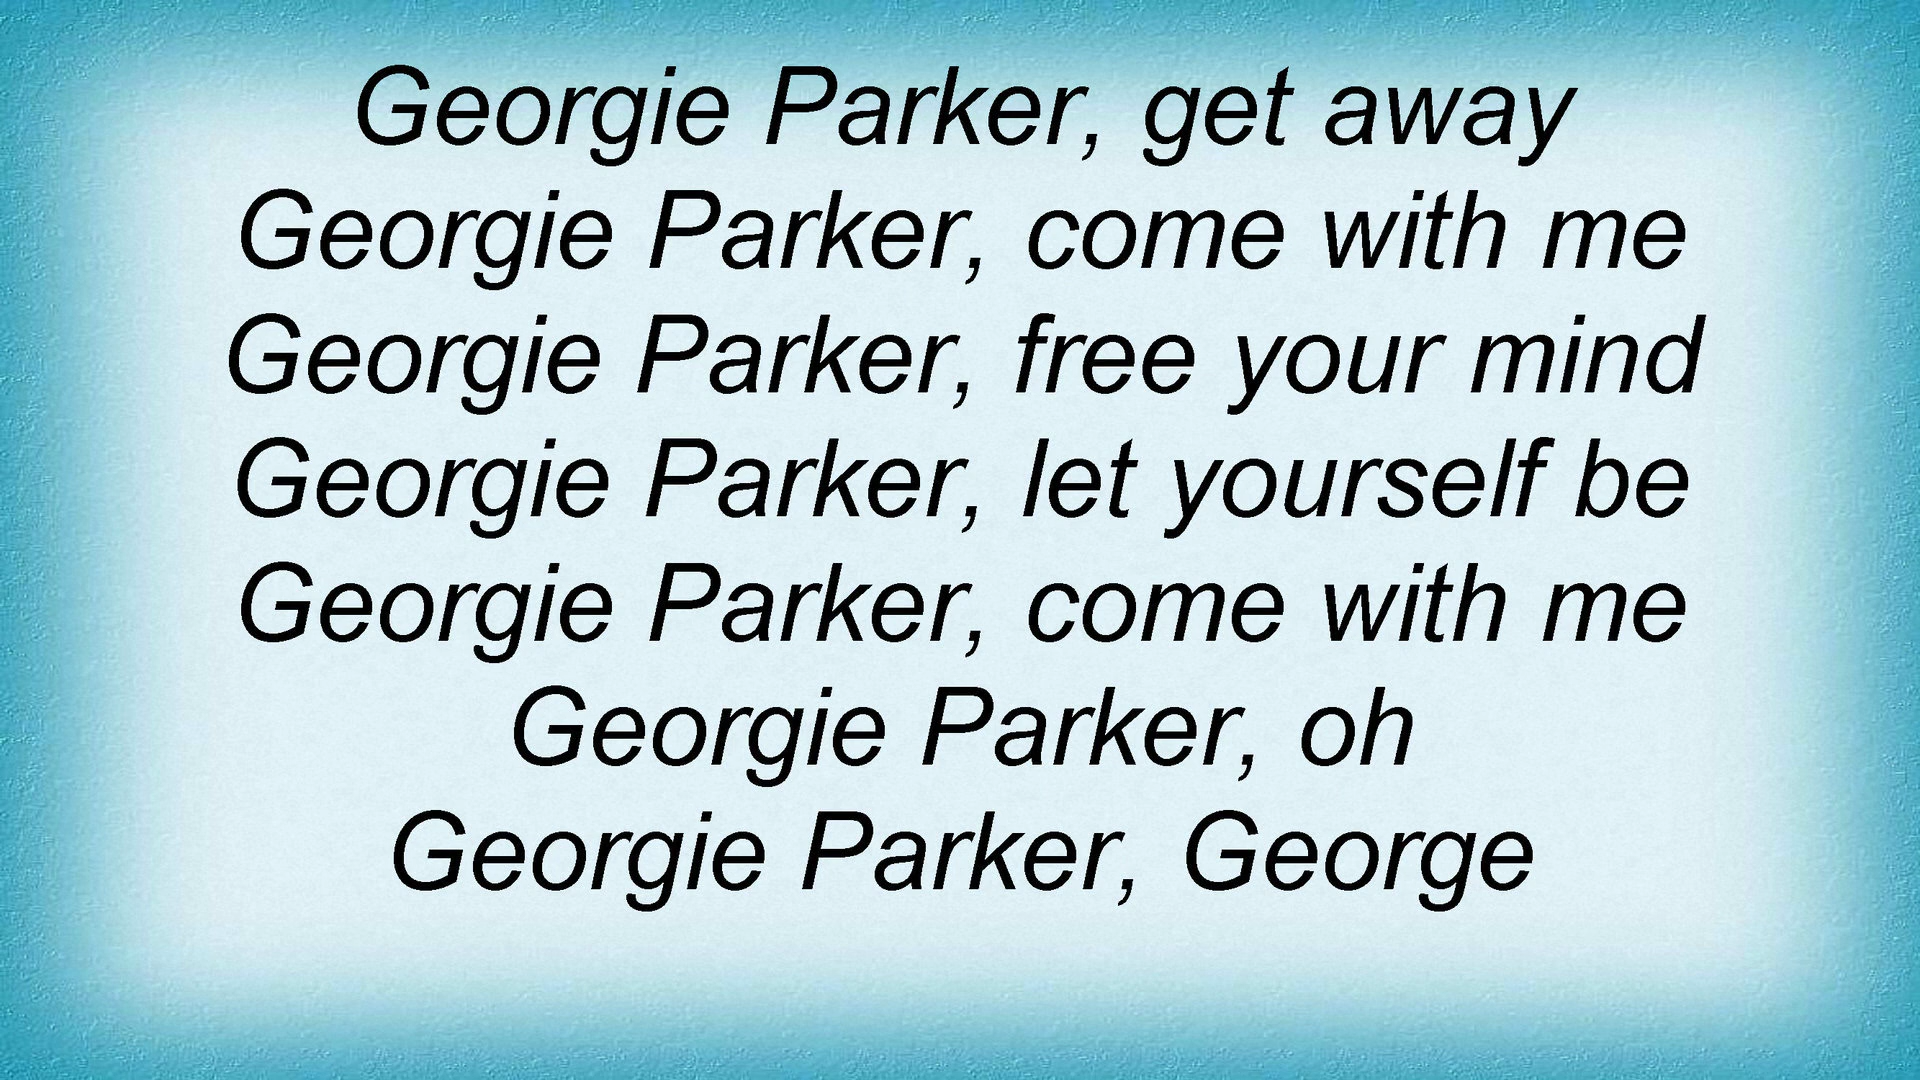 Georgie Parker, get away
Georgie Parker, come with me
Georgie Parker, free your mind
Georgie Parker, let yourself be
Georgie Parker, come with me
Georgie Parker, oh
Georgie Parker, George